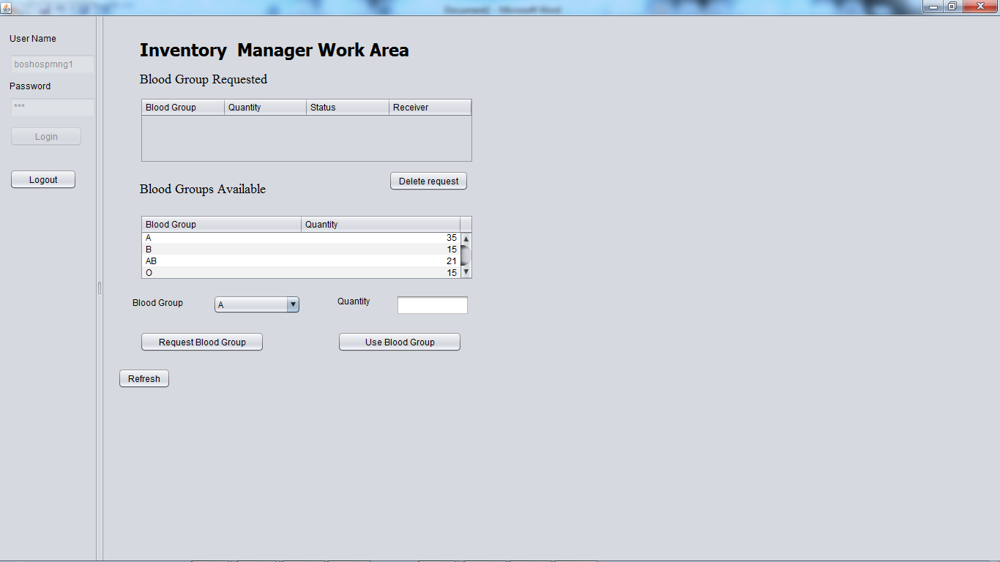 Document2 - Microsoft Word
User Name
boshospmng1
Password
***
Login
Logout
Inventory  Manager Work Area
Blood Group Requested
Blood Group Quantity Status Receiver
Delete request
Blood Groups Available
Blood Group Quantity
A 35
B 15
AB 21
O 15
Blood Group A Quantity
Request Blood Group Use Blood Group
Refresh